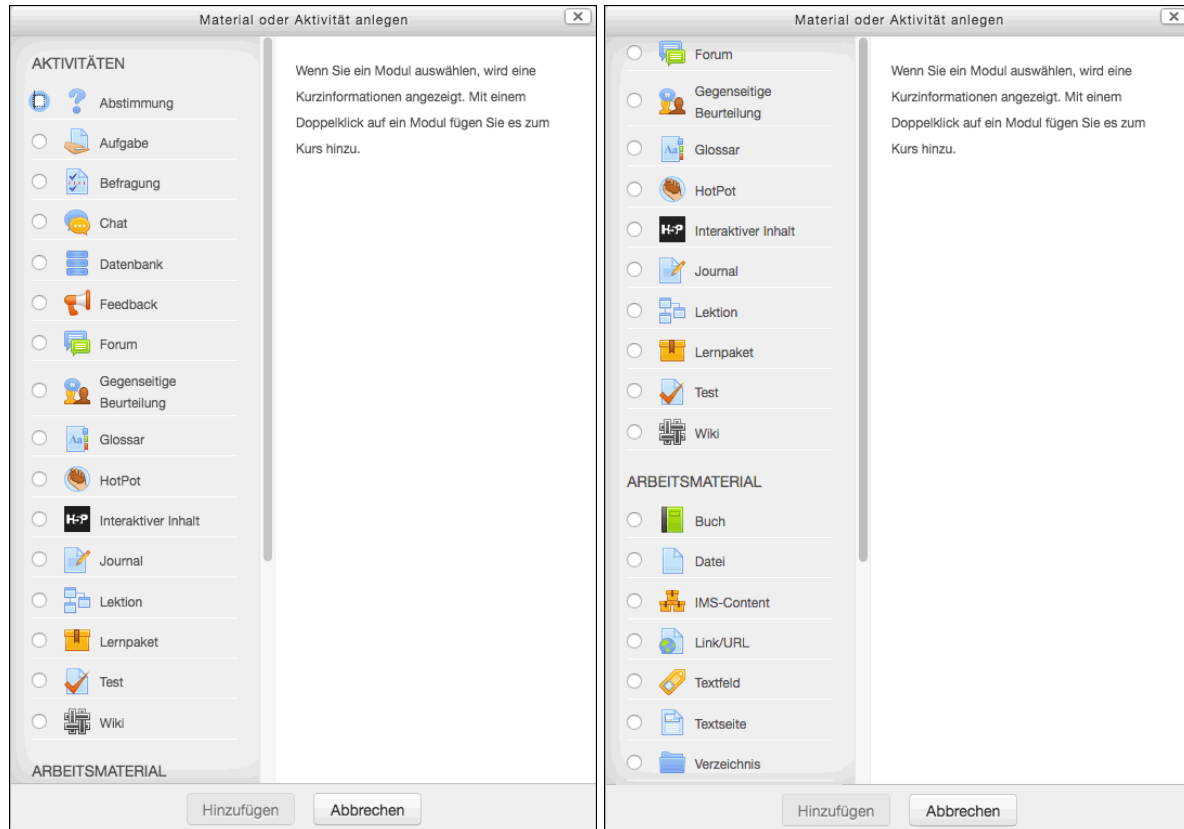 Material oder Aktivität anlegen
AKTIVITÄTEN
Abstimmung
Aufgabe
Befragung
Chat
Datenbank
Feedback
Forum
Gegenseitige
Beurteilung
Aa
Glossar
HotPot
H5P
Interaktiver Inhalt
Journal
Lektion
Lernpaket
Test
Wiki
ARBEITSMATERIAL
Wenn Sie ein Modul auswählen, wird eine
Kurzinformationen angezeigt. Mit einem
Doppelklick auf ein Modul fügen Sie es zum
Kurs hinzu.
Hinzufügen
Abbrechen
Material oder Aktivität anlegen
Forum
Gegenseitige
Beurteilung
Aa
Glossar
HotPot
H5P
Interaktiver Inhalt
Journal
Lektion
Lernpaket
Test
Wiki
ARBEITSMATERIAL
Buch
Datei
IMS-Content
Link/URL
Textfeld
Textseite
Verzeichnis
Wenn Sie ein Modul auswählen, wird eine
Kurzinformationen angezeigt. Mit einem
Doppelklick auf ein Modul fügen Sie es zum
Kurs hinzu.
Hinzufügen
Abbrechen